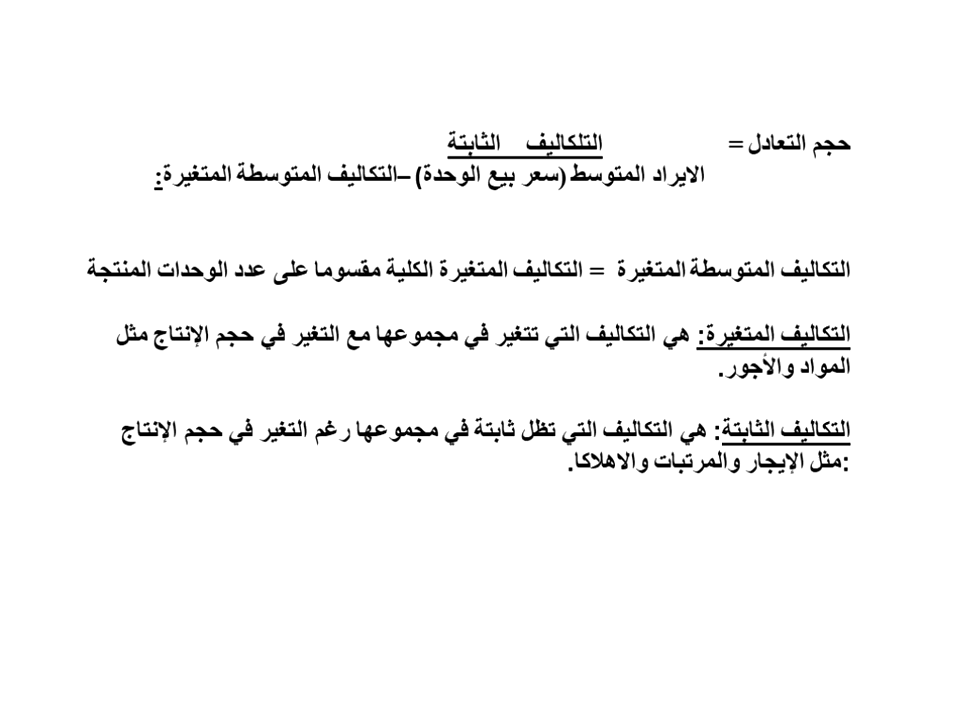 حجم التعادل = التلكاليف الثابتة
الايراد المتوسط (سعر بيع الوحدة) –التكاليف المتوسطة المتغيرة:
التكاليف المتوسطة المتغيرة = التكاليف المتغيرة الكلية مقسوما على عدد الوحدات المنتجة
التكاليف المتغيرة: هي التكاليف التي تتغير في مجموعها مع التغير في حجم الإنتاج مثل
المواد والأجور.
التكاليف الثابتة: هي التكاليف التي تظل ثابتة في مجموعها رغم التغير في حجم الإنتاج
:مثل الإيجار والمرتبات والاهلاكا.